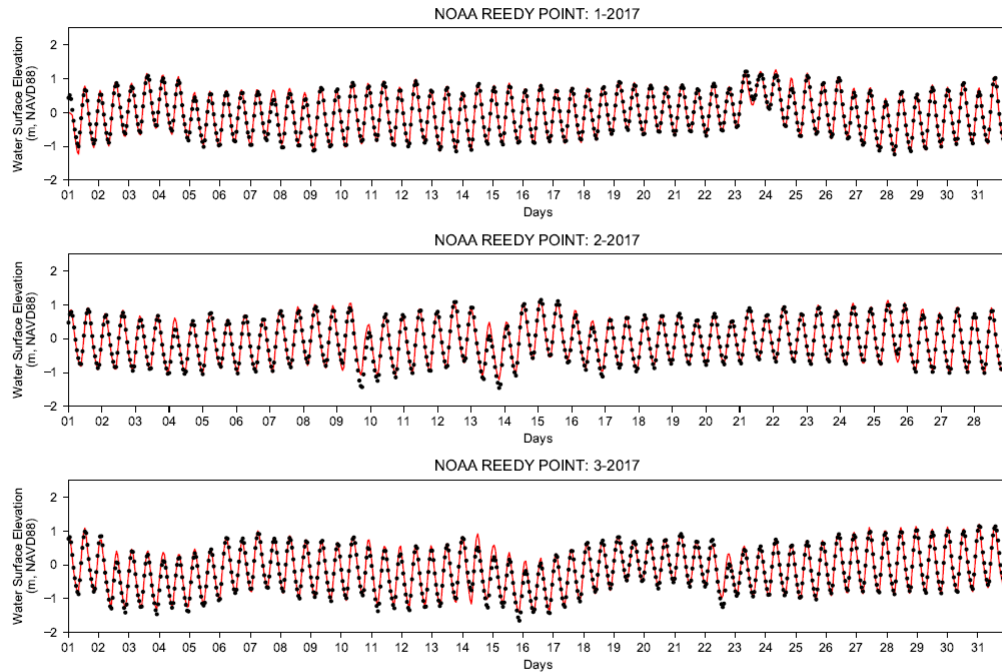 NOAA REEDY POINT: 1-2017
Water Surface Elevation
(m, NAVD88)
2
1
0
−1
−2
01 02 03 04 05 06 07 08 09 10 11 12 13 14 15 16 17 18 19 20 21 22 23 24 25 26 27 28 29 30 31
Days
NOAA REEDY POINT: 2-2017
Water Surface Elevation
(m, NAVD88)
2
1
0
−1
−2
01 02 03 04 05 06 07 08 09 10 11 12 13 14 15 16 17 18 19 20 21 22 23 24 25 26 27 28
Days
NOAA REEDY POINT: 3-2017
Water Surface Elevation
(m, NAVD88)
2
1
0
−1
−2
01 02 03 04 05 06 07 08 09 10 11 12 13 14 15 16 17 18 19 20 21 22 23 24 25 26 27 28 29 30 31
Days